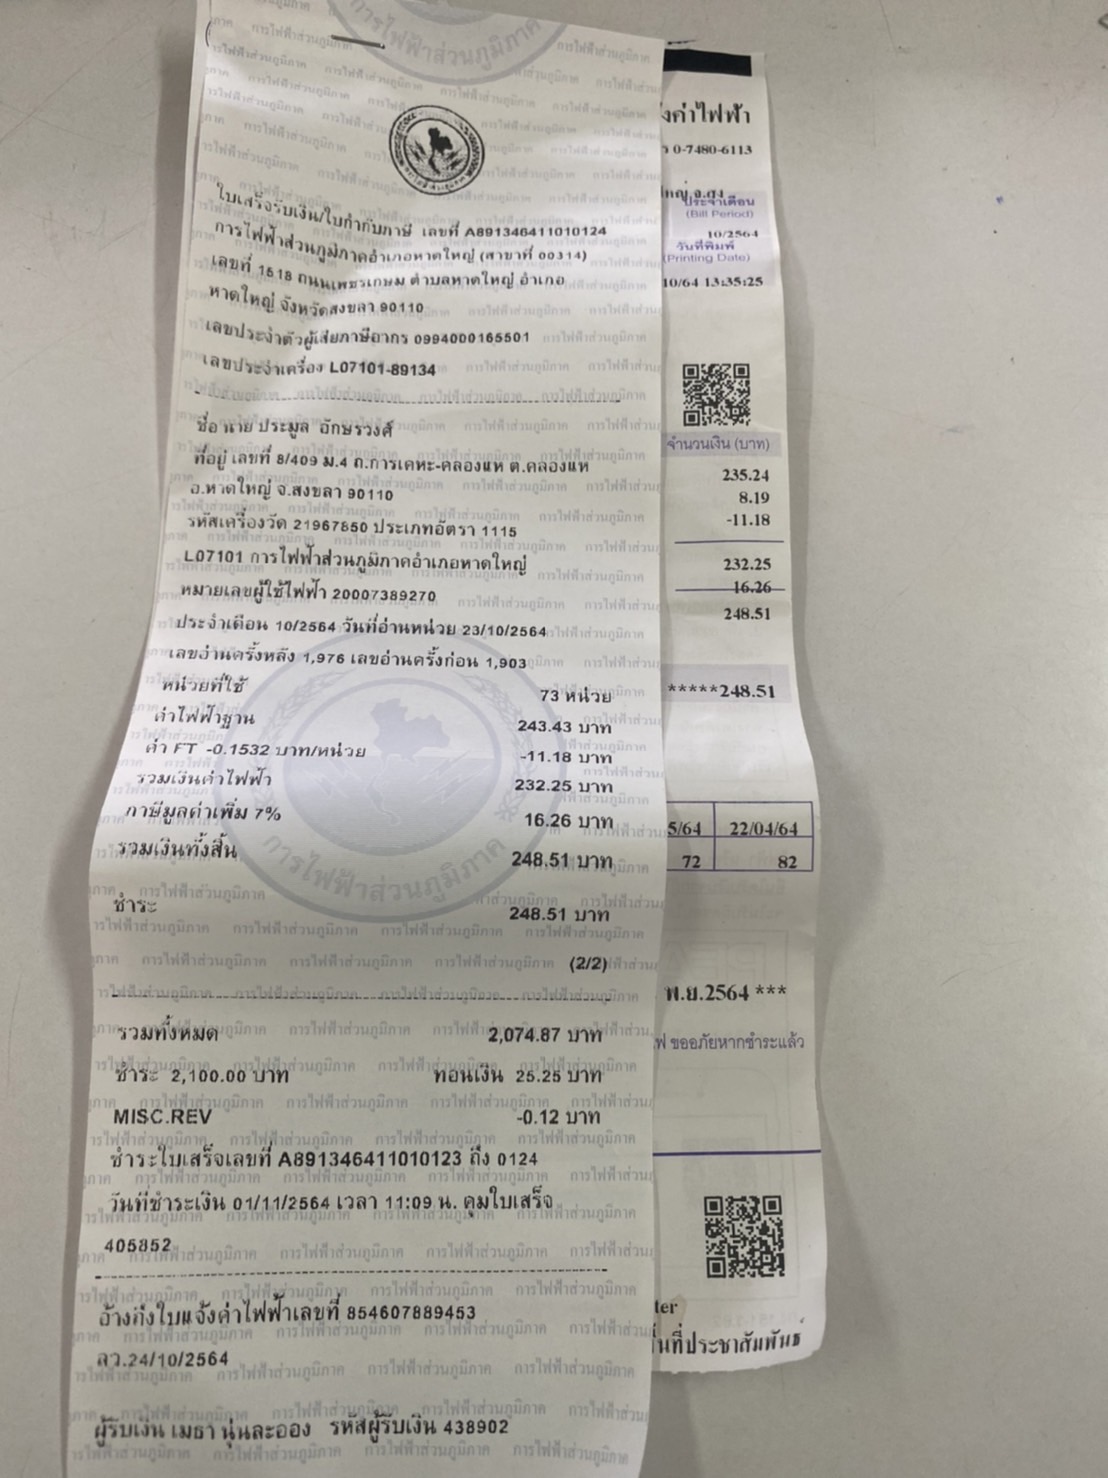 ใบเสร็จรับเงิน/ใบกำกับภาษี เลขที่ A891346411010124
การไฟฟ้าส่วนภูมิภาคอำเภอหาดใหญ่ (สาขาที่ 00314)
เลขที่ 1518 ถนนเพชรเกษม ตำบลหาดใหญ่ อำเภอ
หาดใหญ่ จังหวัดสงขลา 90110
เลขประจำตัวผู้เสียภาษีอากร 0994000165501
เลขประจำเครื่อง L07101-89134
ชื่อ นาย ประมูล อักษรวงศ์
ที่อยู่ เลขที่ 8/409 ม.4 ถ.การเคหะ-คลองแห ต.คลองแห
อ.หาดใหญ่ จ.สงขลา 90110
รหัสเครื่องวัด 21967850 ประเภทอัตรา 1115
L07101 การไฟฟ้าส่วนภูมิภาคอำเภอหาดใหญ่
หมายเลขผู้ใช้ไฟฟ้า 20007389270
ประจำเดือน 10/2564 วันที่อ่านหน่วย 23/10/2564
เลขอ่านครั้งหลัง 1,976 เลขอ่านครั้งก่อน 1,903
หน่วยที่ใช้ 73 หน่วย
ค่าไฟฟ้าฐาน 243.43 บาท
ค่า FT -0.1532 บาท/หน่วย -11.18 บาท
รวมเงินค่าไฟฟ้า 232.25 บาท
ภาษีมูลค่าเพิ่ม 7% 16.26 บาท
รวมเงินทั้งสิ้น 248.51 บาท
การไฟฟ้าส่วนภูมิภาค
ชำระ 248.51 บาท
(2/2)
รวมทั้งหมด 2,074.87 บาท
ชำระ 2,100.00 บาท ทอนเงิน 25.25 บาท
MISC.REV -0.12 บาท
ชำระใบเสร็จเลขที่ A891346411010123 ถึง 0124
วันที่ชำระเงิน 01/11/2564 เวลา 11:09 น. คุมใบเสร็จ
405852
อ้างถึงใบแจ้งค่าไฟฟ้าเลขที่ 854607889453
ลว.24/10/2564
ผู้รับเงิน เมธา นุ่นละออง รหัสผู้รับเงิน 438902
งค่าไฟฟ้า
0-7480-6113
ประจำเดือน
(Bill Period)
10/2564
วันที่พิมพ์
(Printing Date)
10/64 13:35:25
จำนวนเงิน (บาท)
235.24
8.19
-11.18
232.25
16.26
248.51
*****248.51
5/64 22/04/64
72 82
พ.ย.2564 ***
ฟ ขออภัยหากชำระแล้ว
ter
นที่ประชาสัมพันธ์